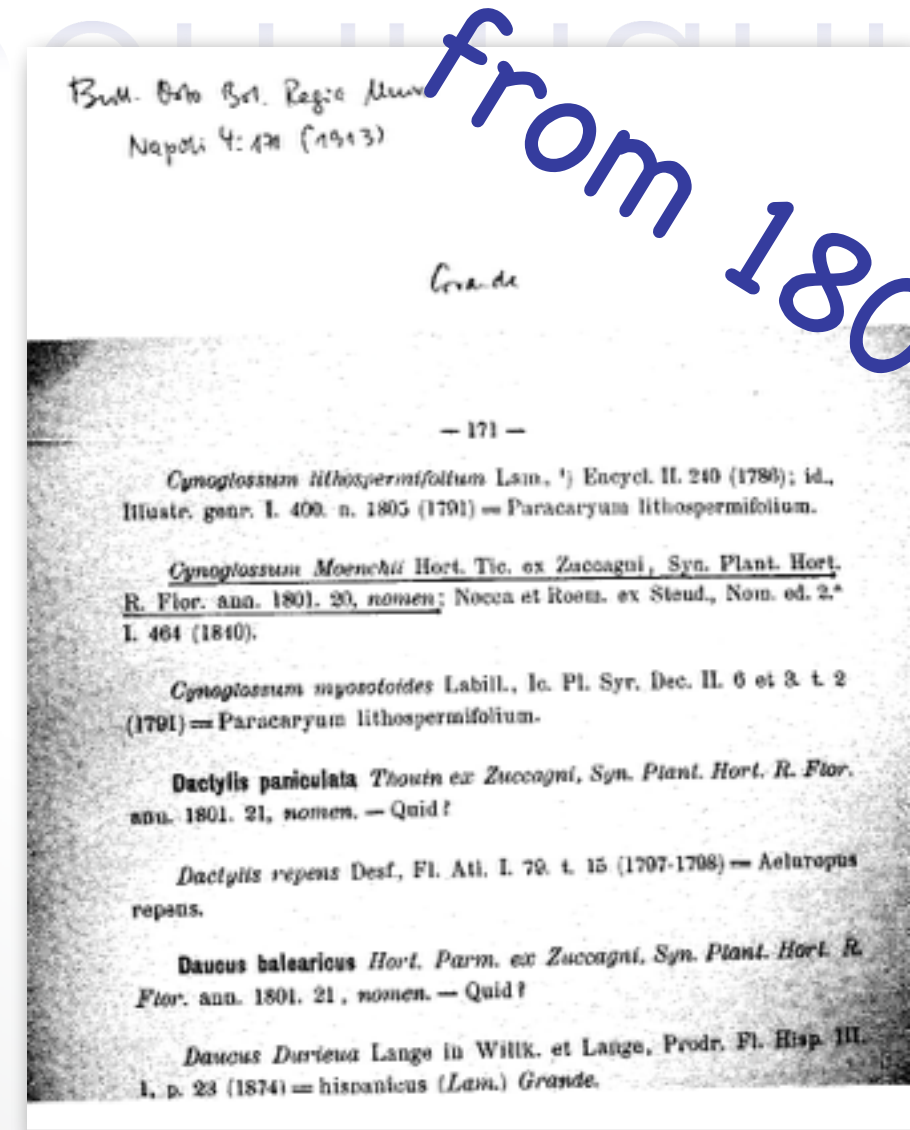 from 180
Bull. Orto Bot. Regia
Napoli 4: 171 (1913)
Grande
— 171 —
Cynoglossum lithospermifolium Lam., ¹) Encycl. II. 240 (1786); id.,
Illustr. genr. I. 400. n. 1805 (1791) = Paracaryum lithospermifolium.
Cynoglossum Moenchii Hort. Tic. ex Zuccagni, Syn. Plant. Hort.
R. Flor. ann. 1801. 20, nomen; Nocca et Roem. ex Steud., Nom. ed. 2.ª
I. 464 (1840).
Cynoglossum myosotoides Labill., Ic. Pl. Syr. Dec. II. 6 et 8. t. 2
(1791) = Paracaryum lithospermifolium.
Dactylis paniculata Thouin ex Zuccagni, Syn. Plant. Hort. R. Flor.
ann. 1801. 21, nomen. — Quid?
Dactylis repens Desf., Fl. Atl. I. 79. t. 15 (1797-1798) = Aeluropus
repens.
Daucus balearicus Hort. Parm. ex Zuccagni, Syn. Plant. Hort. R.
Flor. ann. 1801. 21, nomen. — Quid?
Daucus Durieua Lange in Willk. et Lange, Prodr. Fl. Hisp. III.
1, p. 23 (1874) = hispanicus (Lam.) Grande.